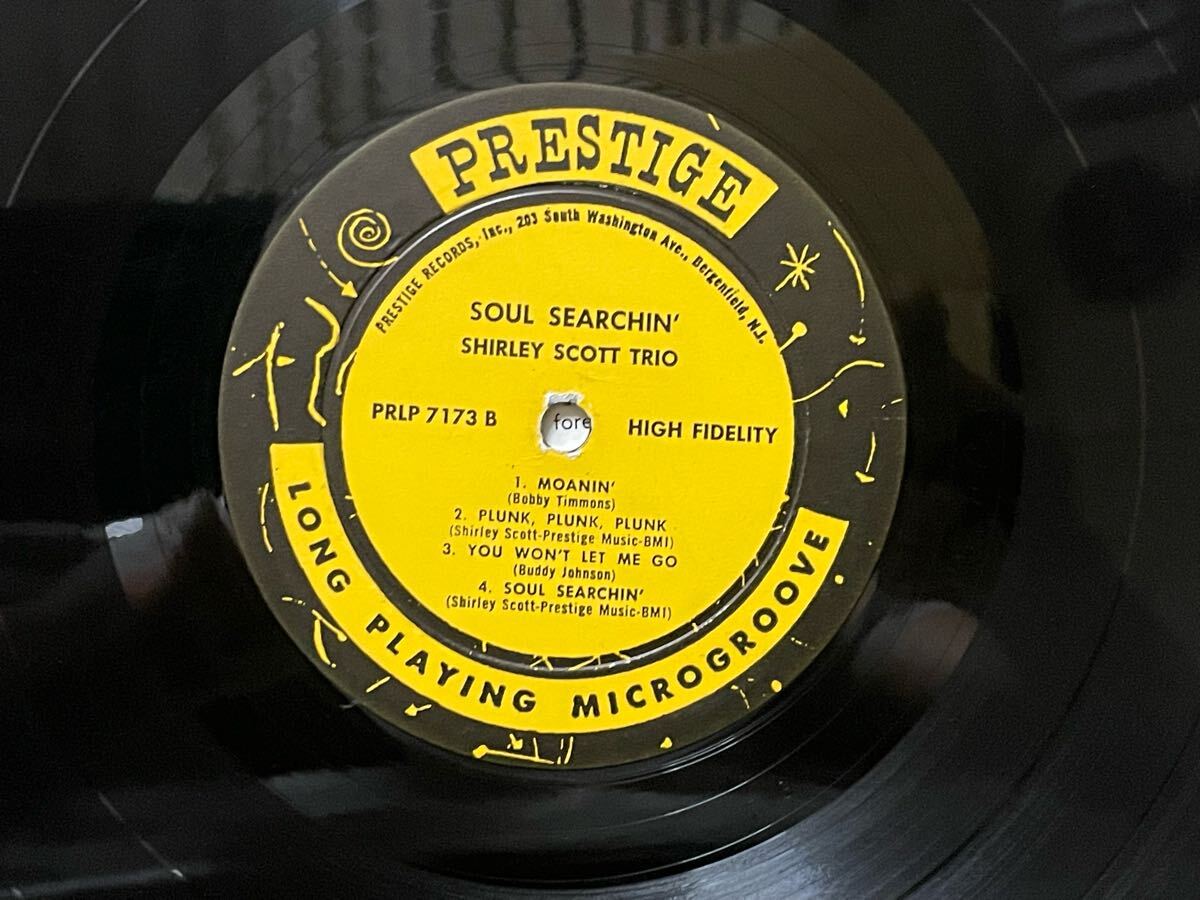 PRESTIGE
PRESTIGE RECORDS, Inc., 203 South Washington Ave., Bergenfield, N.J.
SOUL SEARCHIN'
SHIRLEY SCOTT TRIO
PRLP 7173 B
fore
HIGH FIDELITY
1. MOANIN'
(Bobby Timmons)
2. PLUNK, PLUNK, PLUNK
(Shirley Scott-Prestige Music-BMI)
3. YOU WON'T LET ME GO
(Buddy Johnson)
4. SOUL SEARCHIN'
(Shirley Scott-Prestige Music-BMI)
LONG PLAYING MICROGROOVE